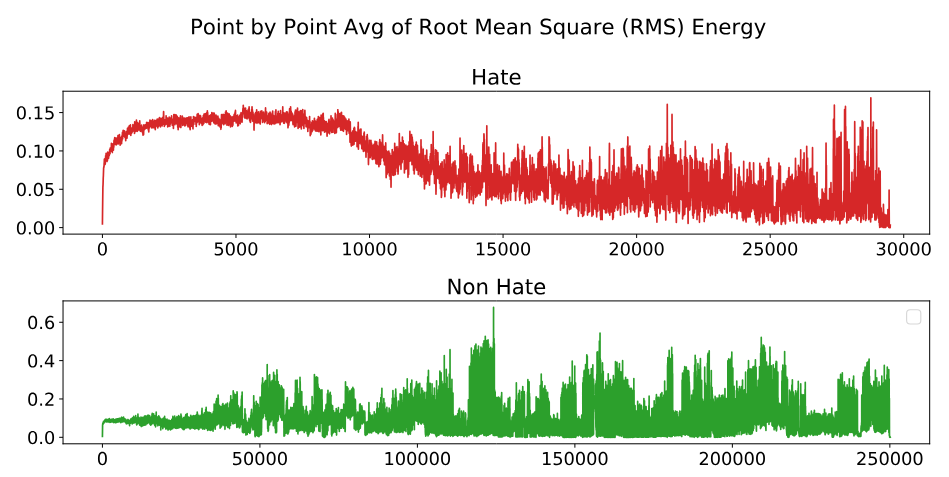 Point by Point Avg of Root Mean Square (RMS) Energy
Hate
0.15
0.10
0.05
0.00
0 5000 10000 15000 20000 25000 30000
Non Hate
0.6
0.4
0.2
0.0
0 50000 100000 150000 200000 250000